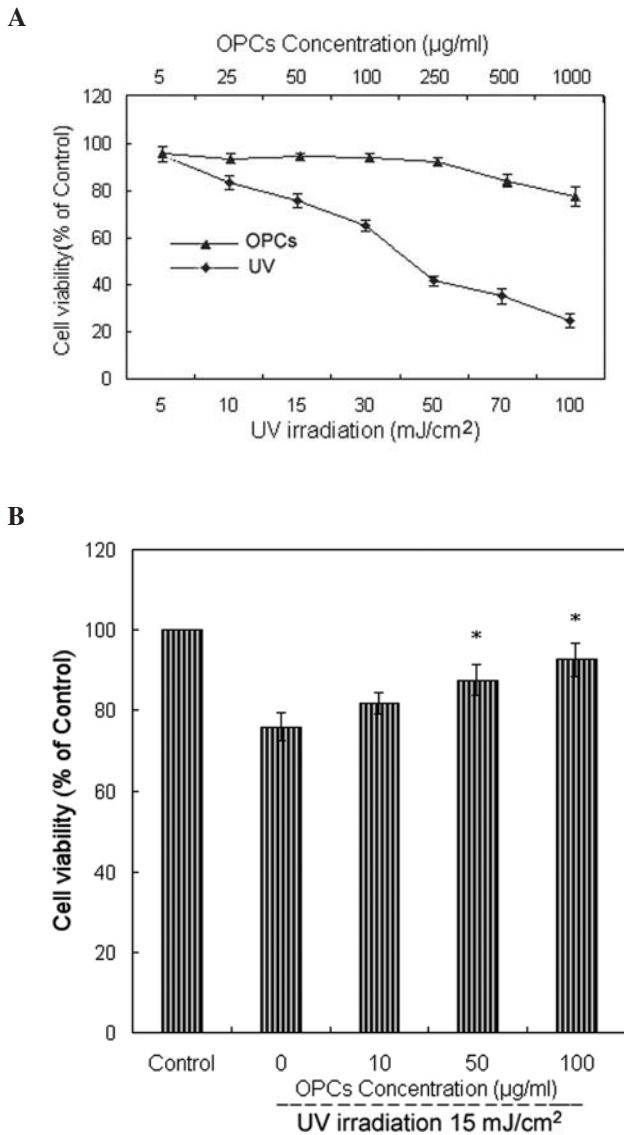 A
OPCs Concentration (µg/ml)
5 25 50 100 250 500 1000
120
100
80
60
40
20
0
Cell viability (% of Control)
OPCs
UV
5 10 15 30 50 70 100
UV irradiation (mJ/cm²)
B
120
100
80
60
40
20
0
Cell viability (% of Control)
* *
Control 0 10 50 100
OPCs Concentration (µg/ml)
UV irradiation 15 mJ/cm²